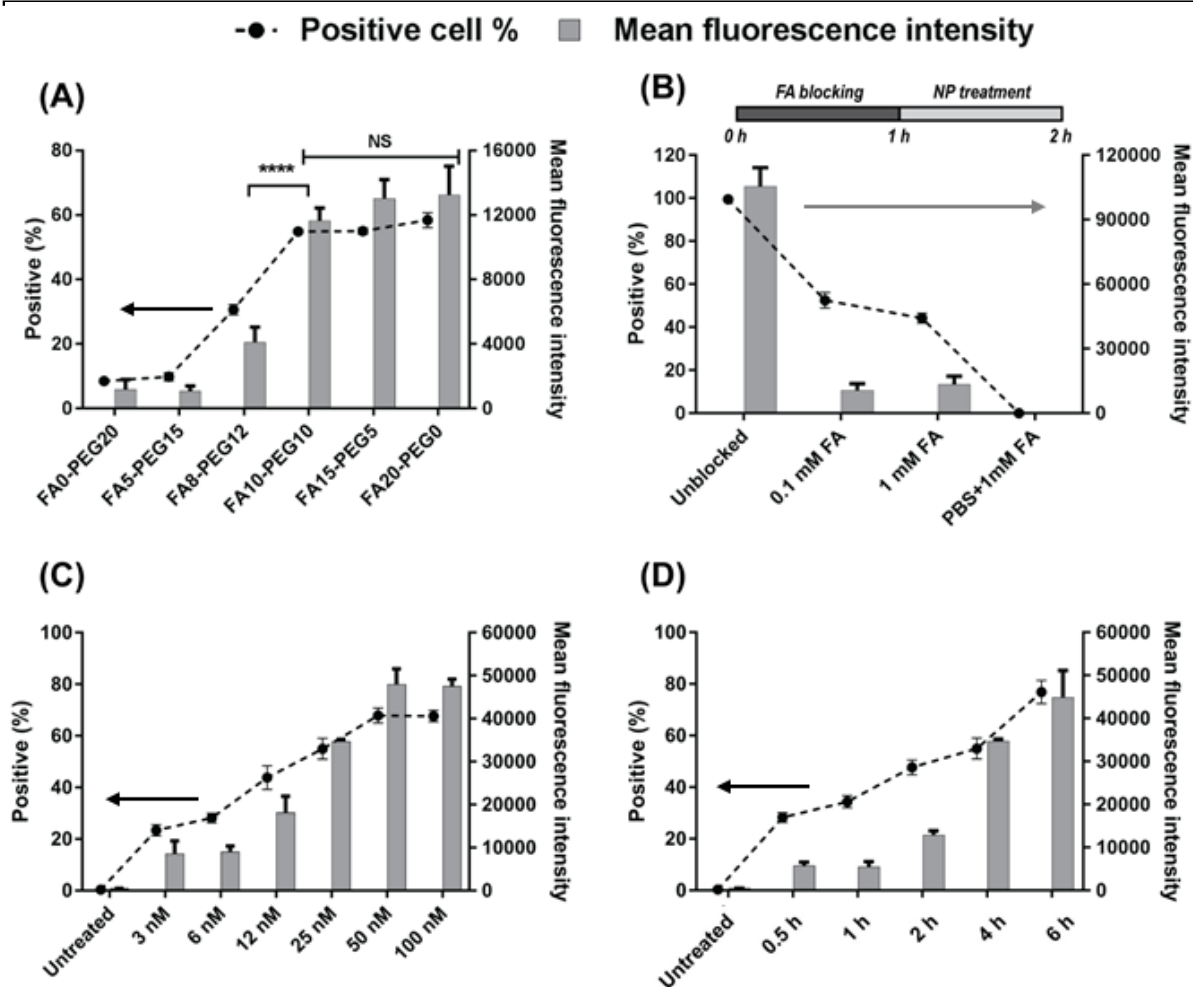 Positive cell % Mean fluorescence intensity
(A)
NS
****
80
60
40
20
0
Positive (%)
16000
12000
8000
4000
0
Mean fluorescence intensity
FA0-PEG20
FA5-PEG15
FA8-PEG12
FA10-PEG10
FA15-PEG5
FA20-PEG0
(B)
FA blocking NP treatment
0 h 1 h 2 h
120
100
80
60
40
20
0
Positive (%)
120000
90000
60000
30000
0
Mean fluorescence intensity
Unblocked
0.1 mM FA
1 mM FA
PBS+1mM FA
(C)
100
80
60
40
20
0
Positive (%)
60000
50000
40000
30000
20000
10000
0
Mean fluorescence intensity
Untreated
3 nM
6 nM
12 nM
25 nM
50 nM
100 nM
(D)
100
80
60
40
20
0
Positive (%)
60000
50000
40000
30000
20000
10000
0
Mean fluorescence intensity
Untreated
0.5 h
1 h
2 h
4 h
6 h